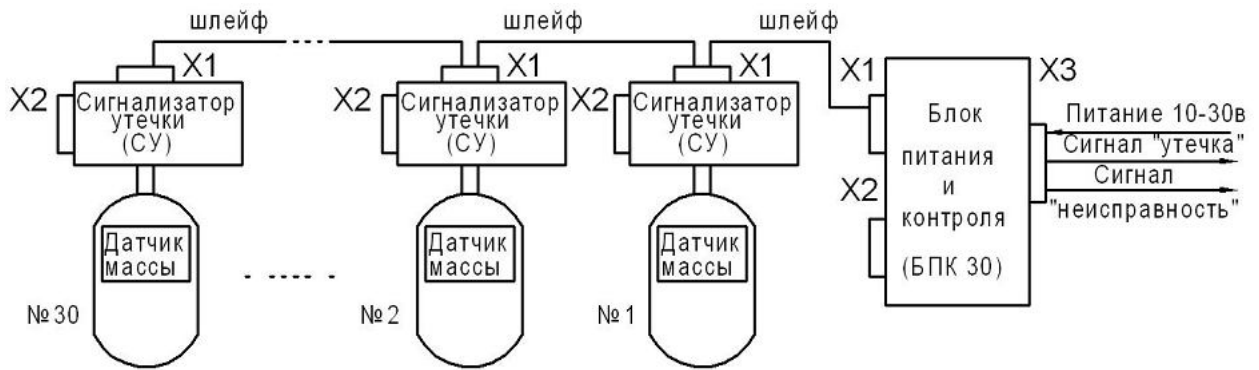 шлейф
шлейф
шлейф
X1
X1
X1
X1
X3
X2
X2
X2
Сигнализатор
утечки
(СУ)
Сигнализатор
утечки
(СУ)
Сигнализатор
утечки
(СУ)
Блок
питания
и
контроля
(БПК 30)
X2
Питание 10-30в
Сигнал "утечка"
Сигнал
"неисправность"
Датчик
массы
Датчик
массы
Датчик
массы
№30
№2
№1